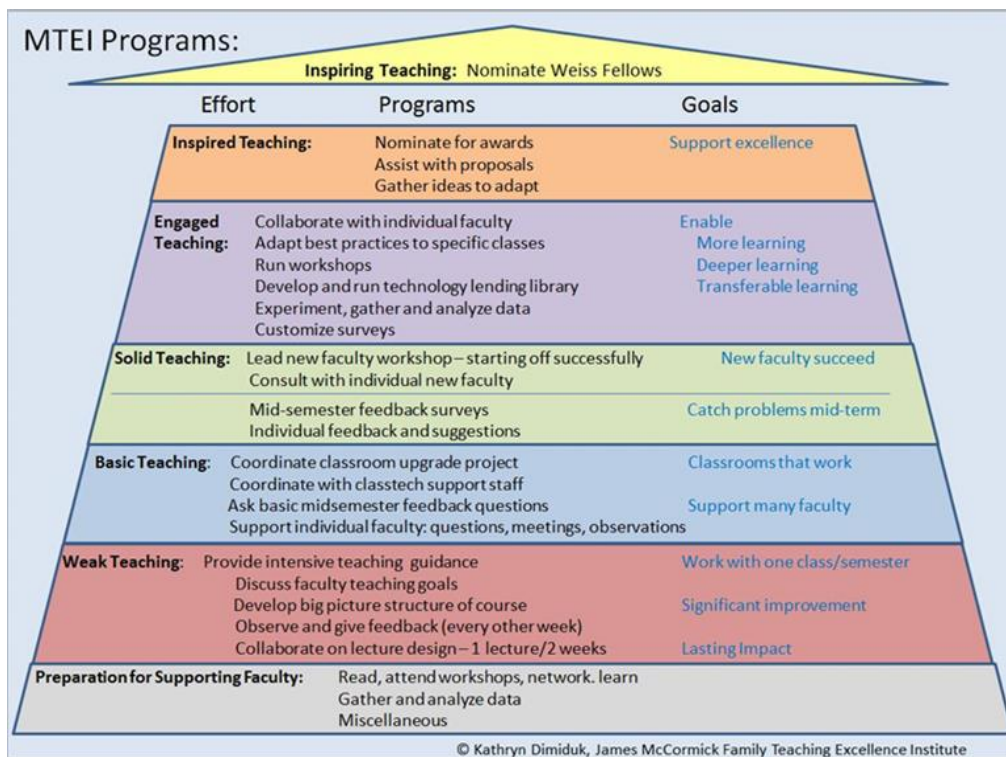 MTEI Programs:
Inspiring Teaching: Nominate Weiss Fellows
Effort Programs Goals
Inspired Teaching: Nominate for awards Support excellence
Assist with proposals
Gather ideas to adapt
Engaged Collaborate with individual faculty Enable
Teaching: Adapt best practices to specific classes More learning
Run workshops Deeper learning
Develop and run technology lending library Transferable learning
Experiment, gather and analyze data
Customize surveys
Solid Teaching: Lead new faculty workshop – starting off successfully New faculty succeed
Consult with individual new faculty
Mid-semester feedback surveys Catch problems mid-term
Individual feedback and suggestions
Basic Teaching: Coordinate classroom upgrade project Classrooms that work
Coordinate with classtech support staff
Ask basic midsemester feedback questions Support many faculty
Support individual faculty: questions, meetings, observations
Weak Teaching: Provide intensive teaching guidance Work with one class/semester
Discuss faculty teaching goals
Develop big picture structure of course Significant improvement
Observe and give feedback (every other week)
Collaborate on lecture design – 1 lecture/2 weeks Lasting Impact
Preparation for Supporting Faculty: Read, attend workshops, network. learn
Gather and analyze data
Miscellaneous
© Kathryn Dimiduk, James McCormick Family Teaching Excellence Institute